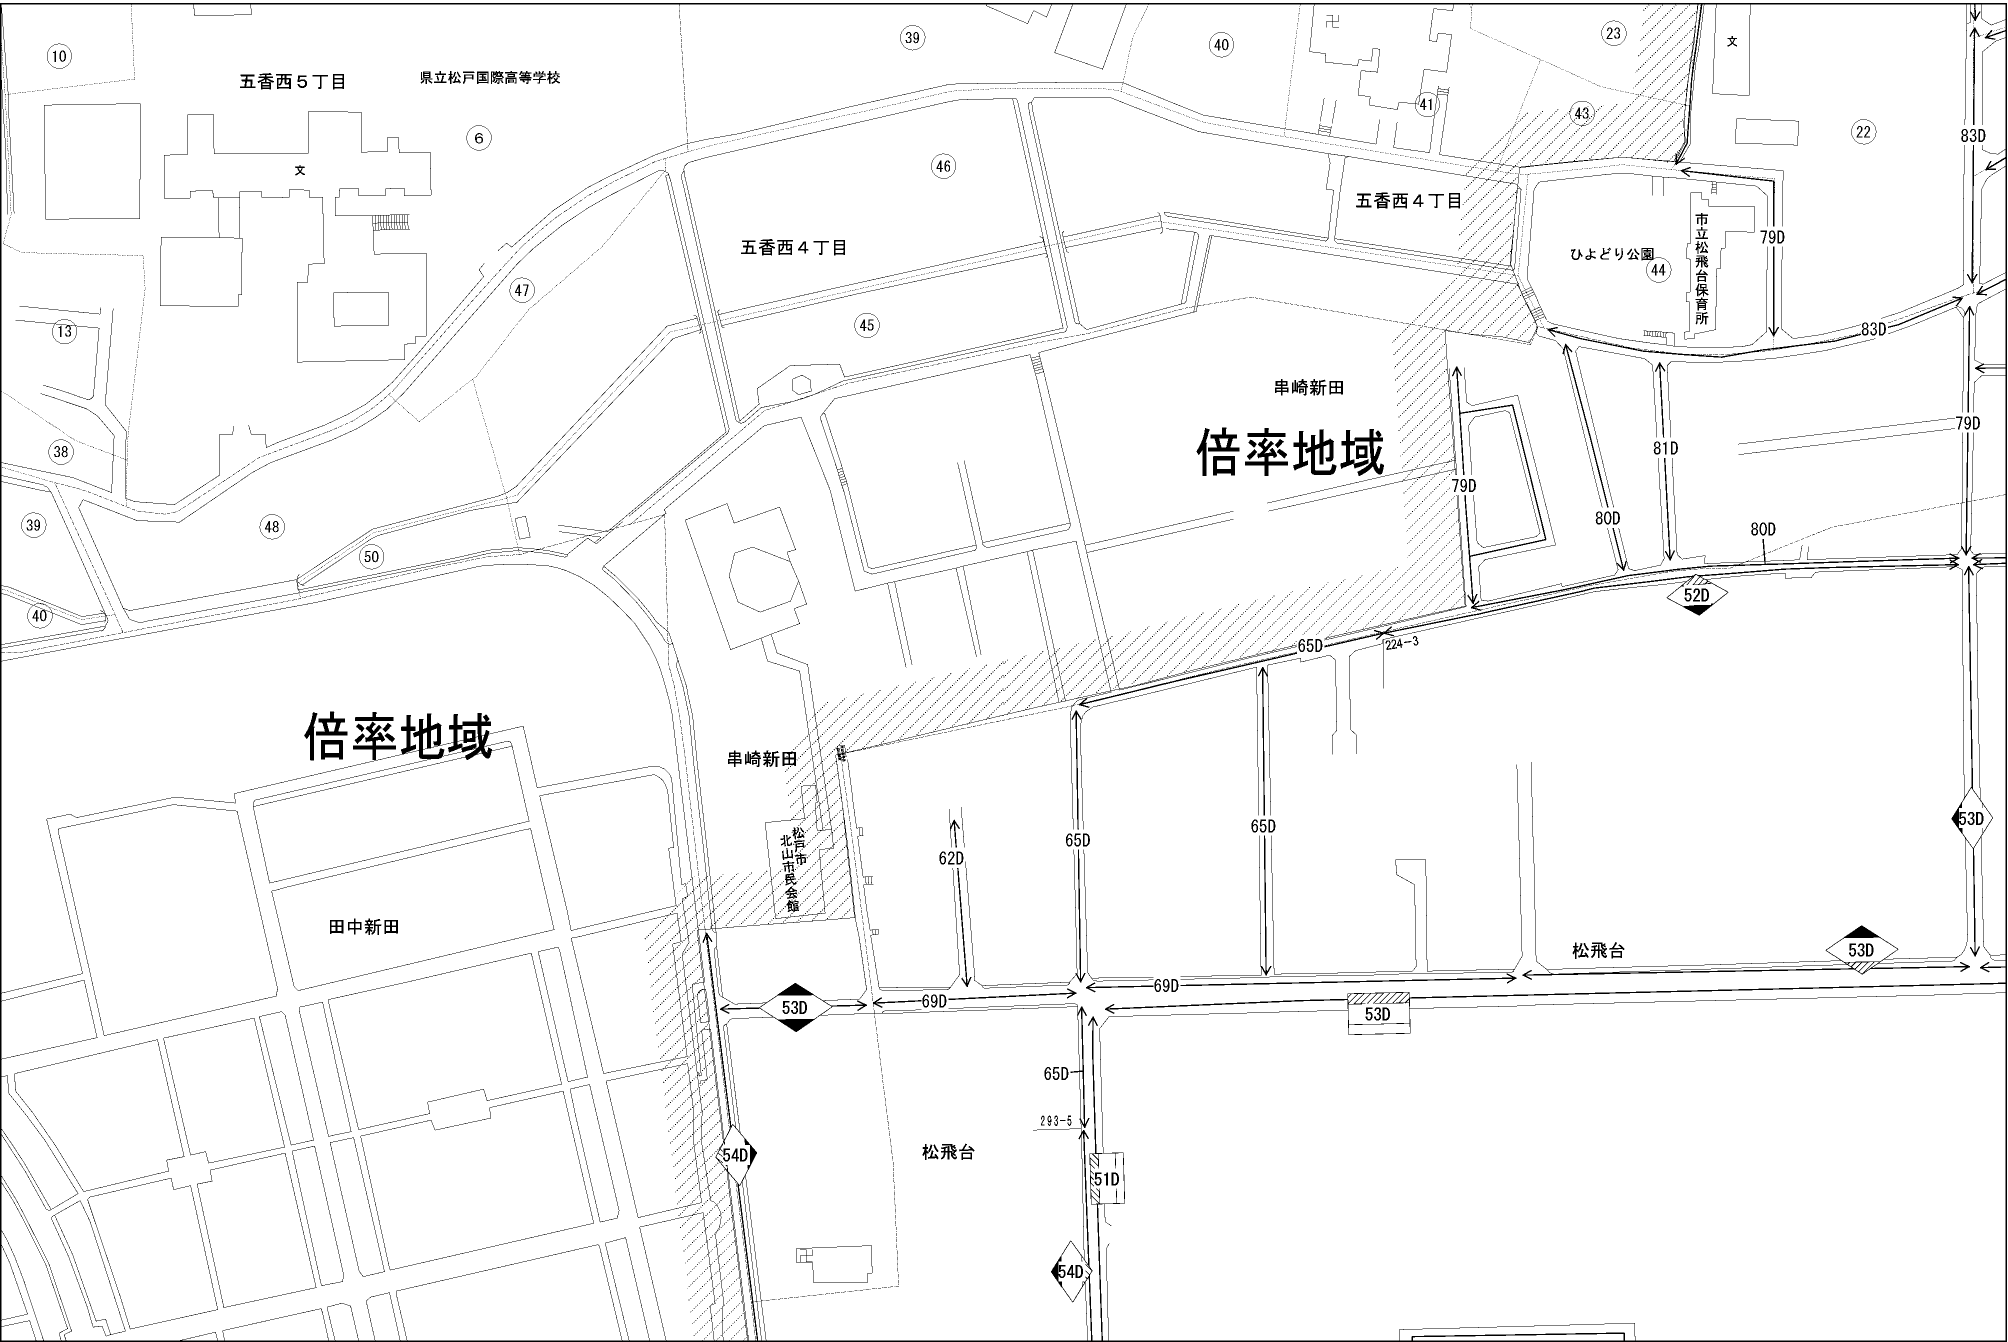 10
39
40
23
文
五香西５丁目
県立松戸国際高等学校
41
43
22
83D
6
46
文
五香西４丁目
五香西４丁目
市立松飛台保育所
79D
ひよどり公園
44
47
13
45
83D
串崎新田
倍率地域
79D
38
81D
79D
39
48
50
80D
80D
40
52D
65D
224-3
倍率地域
串崎新田
松戸市
北山市民会館
62D
65D
65D
53D
田中新田
松飛台
53D
53D
69D
69D
53D
65D
293-5
松飛台
54D
51D
54D